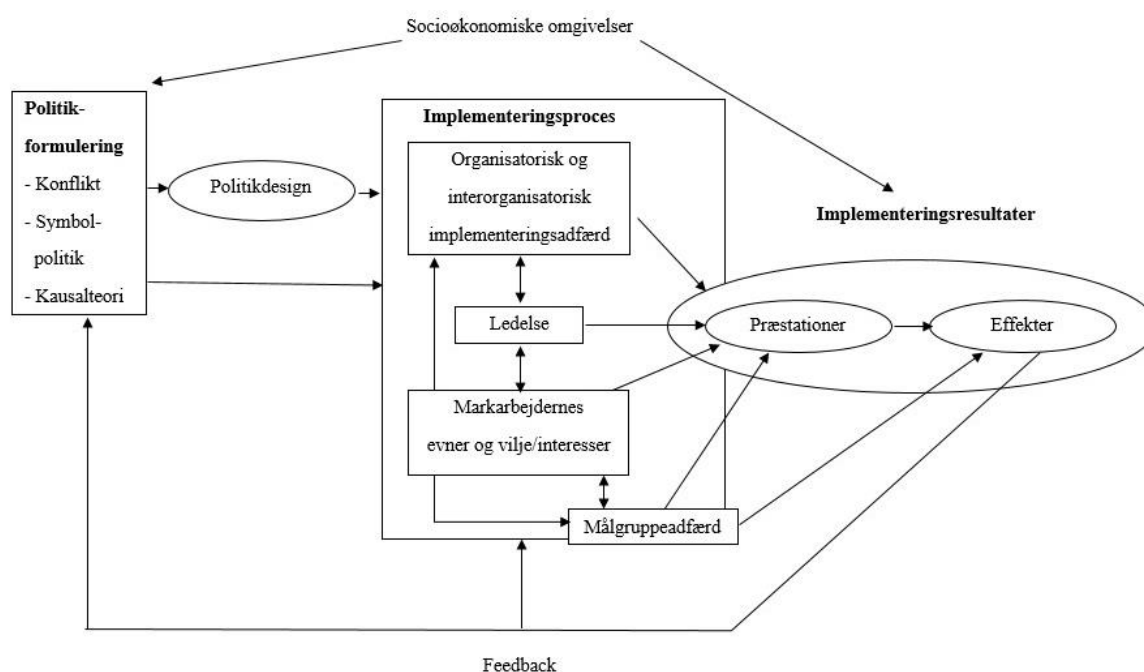 Socioøkonomiske omgivelser
Politik-
formulering
- Konflikt
- Symbol-
politik
- Kausalteori
Politikdesign
Implementeringsproces
Organisatorisk og
interorganisatorisk
implementeringsadfærd
Ledelse
Markarbejdernes
evner og vilje/interesser
Målgruppeadfærd
Implementeringsresultater
Præstationer
Effekter
Feedback